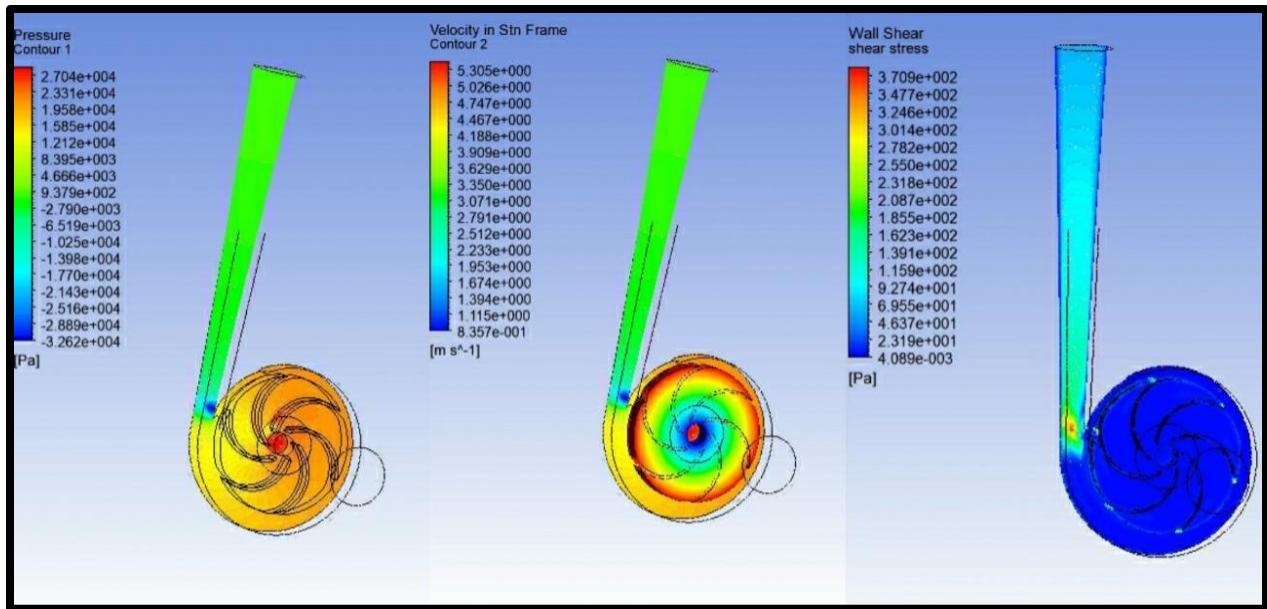 Pressure
Contour 1
2.704e+004
2.331e+004
1.958e+004
1.585e+004
1.212e+004
8.395e+003
4.666e+003
9.379e+002
-2.790e+003
-6.519e+003
-1.025e+004
-1.398e+004
-1.770e+004
-2.143e+004
-2.516e+004
-2.889e+004
-3.262e+004
[Pa]
Velocity in Stn Frame
Contour 2
5.305e+000
5.026e+000
4.747e+000
4.467e+000
4.188e+000
3.909e+000
3.629e+000
3.350e+000
3.071e+000
2.791e+000
2.512e+000
2.233e+000
1.953e+000
1.674e+000
1.394e+000
1.115e+000
8.357e-001
[m s^-1]
Wall Shear
shear stress
3.709e+002
3.477e+002
3.246e+002
3.014e+002
2.782e+002
2.550e+002
2.318e+002
2.087e+002
1.855e+002
1.623e+002
1.391e+002
1.159e+002
9.274e+001
6.955e+001
4.637e+001
2.319e+001
4.089e-003
[Pa]